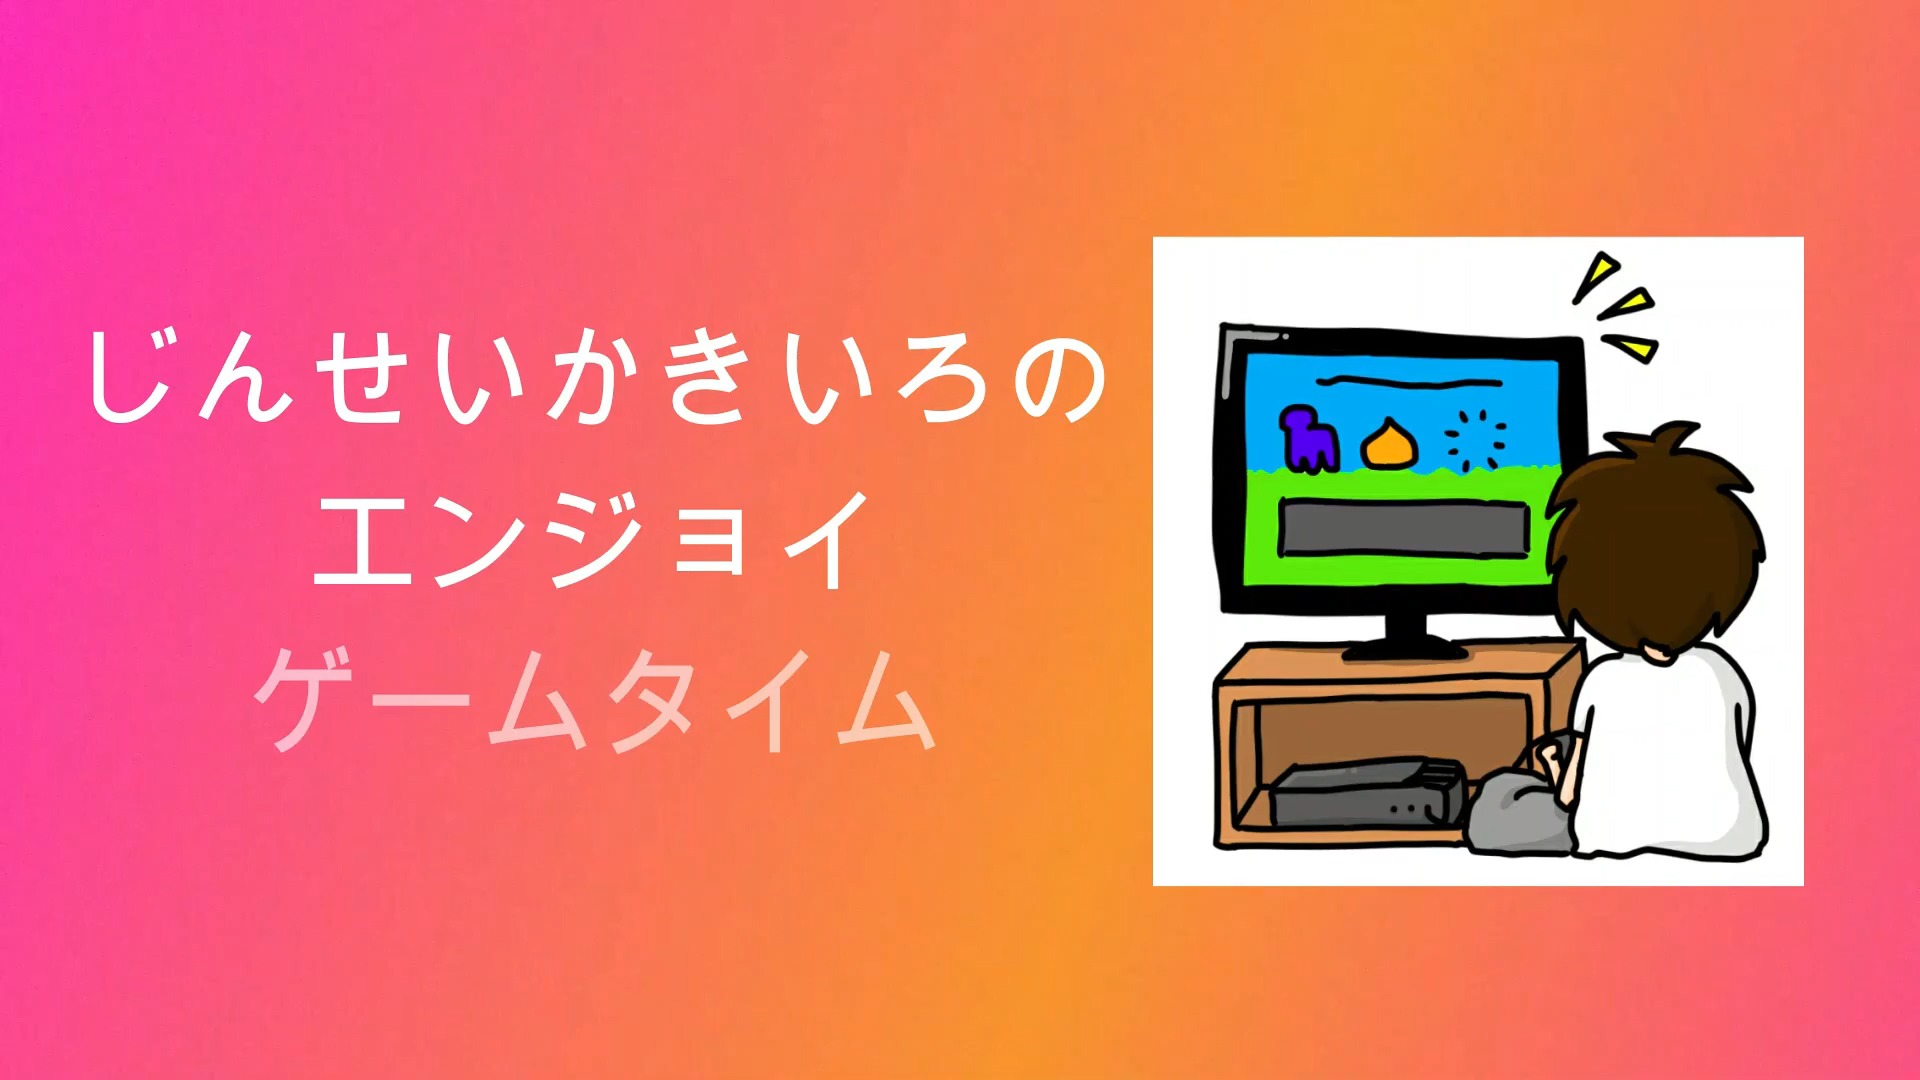 じんせいかきいろの
エンジョイ
ゲームタイム